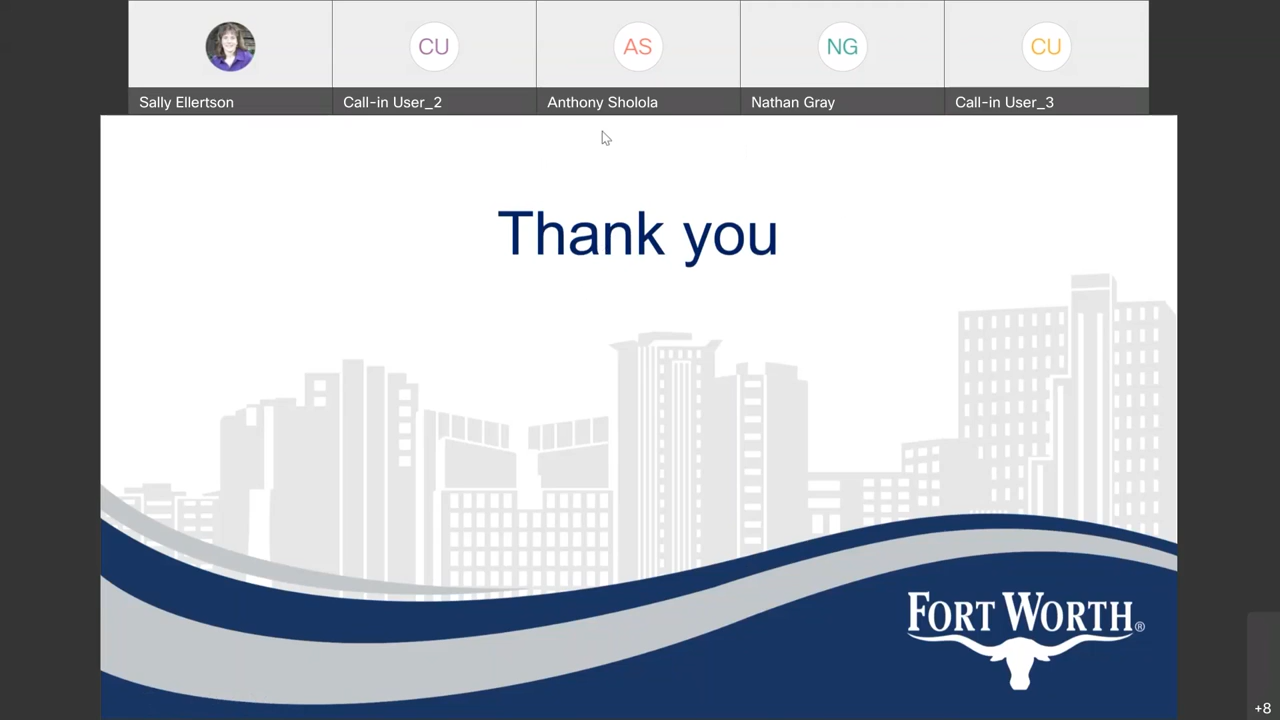 CU
AS
NG
CU
Sally Ellertson
Call-in User_2
Anthony Sholola
Nathan Gray
Call-in User_3
Thank you
FORT WORTH®
+8